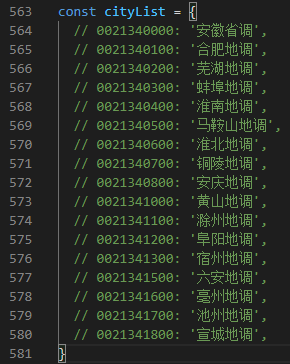 563 const cityList = {
564 // 0021340000: '安徽省调',
565 // 0021340100: '合肥地调',
566 // 0021340200: '芜湖地调',
567 // 0021340300: '蚌埠地调',
568 // 0021340400: '淮南地调',
569 // 0021340500: '马鞍山地调',
570 // 0021340600: '淮北地调',
571 // 0021340700: '铜陵地调',
572 // 0021340800: '安庆地调',
573 // 0021341000: '黄山地调',
574 // 0021341100: '滁州地调',
575 // 0021341200: '阜阳地调',
576 // 0021341300: '宿州地调',
577 // 0021341500: '六安地调',
578 // 0021341600: '亳州地调',
579 // 0021341700: '池州地调',
580 // 0021341800: '宣城地调',
581 }